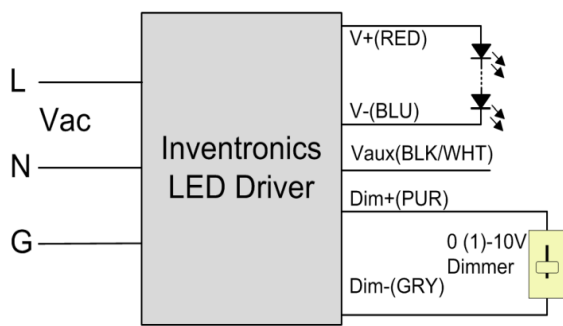 L
Vac
N
G
Inventronics
LED Driver
V+(RED)
V-(BLU)
Vaux(BLK/WHT)
Dim+(PUR)
0 (1)-10V
Dimmer
Dim-(GRY)